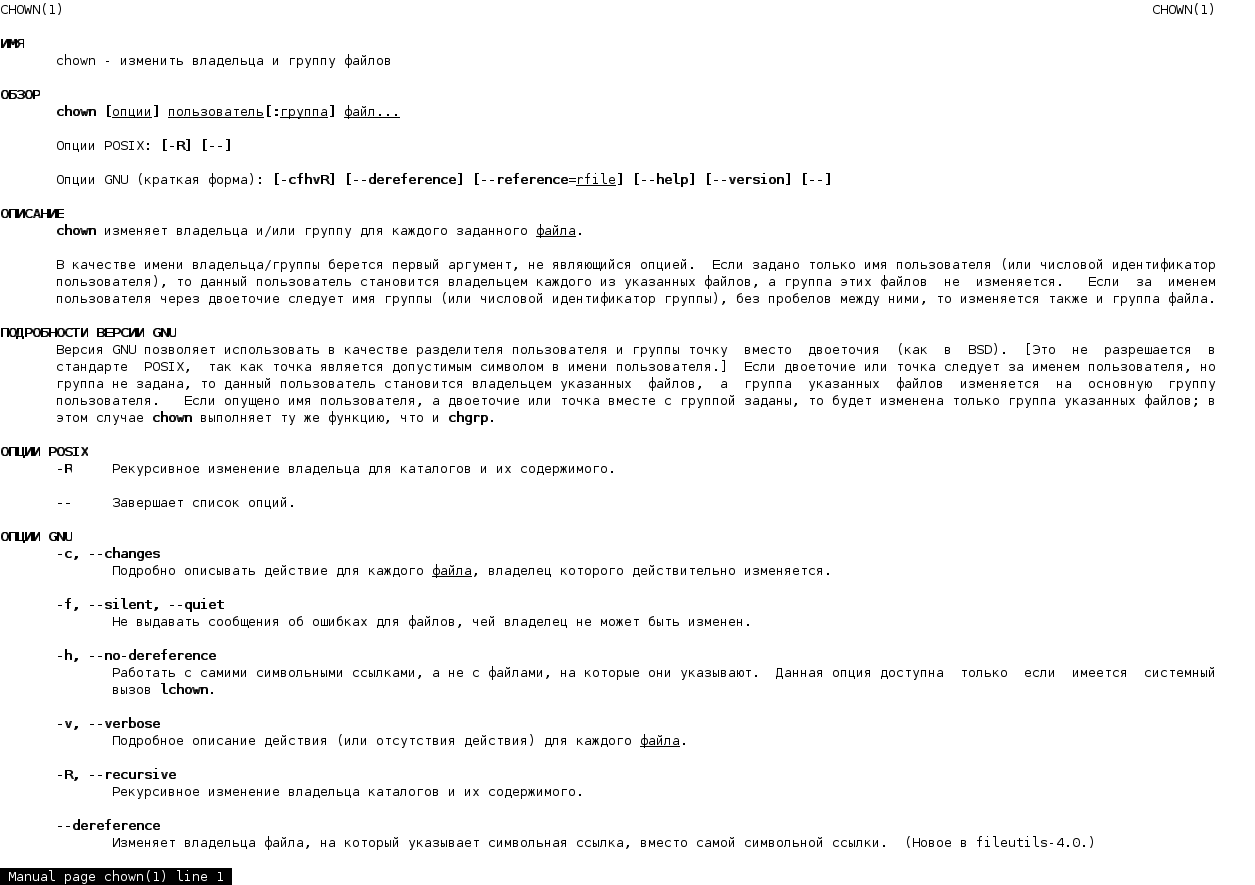 CHOWN(1) CHOWN(1)
ИМЯ
chown - изменить владельца и группу файлов
ОБЗОР
chown [опции] пользователь[:группа] файл...
Опции POSIX: [-R] [--]
Опции GNU (краткая форма): [-cfhvR] [--dereference] [--reference=rfile] [--help] [--version] [--]
ОПИСАНИЕ
chown изменяет владельца и/или группу для каждого заданного файла.
В качестве имени владельца/группы берется первый аргумент, не являющийся опцией. Если задано только имя пользователя (или числовой идентификатор
пользователя), то данный пользователь становится владельцем каждого из указанных файлов, а группа этих файлов не изменяется. Если за именем
пользователя через двоеточие следует имя группы (или числовой идентификатор группы), без пробелов между ними, то изменяется также и группа файла.
ПОДРОБНОСТИ ВЕРСИИ GNU
Версия GNU позволяет использовать в качестве разделителя пользователя и группы точку вместо двоеточия (как в BSD). [Это не разрешается в
стандарте POSIX, так как точка является допустимым символом в имени пользователя.] Если двоеточие или точка следует за именем пользователя, но
группа не задана, то данный пользователь становится владельцем указанных файлов, а группа указанных файлов изменяется на основную группу
пользователя. Если опущено имя пользователя, а двоеточие или точка вместе с группой заданы, то будет изменена только группа указанных файлов; в
этом случае chown выполняет ту же функцию, что и chgrp.
ОПЦИИ POSIX
-R Рекурсивное изменение владельца для каталогов и их содержимого.
-- Завершает список опций.
ОПЦИИ GNU
-c, --changes
Подробно описывать действие для каждого файла, владелец которого действительно изменяется.
-f, --silent, --quiet
Не выдавать сообщения об ошибках для файлов, чей владелец не может быть изменен.
-h, --no-dereference
Работать с самими символьными ссылками, а не с файлами, на которые они указывают. Данная опция доступна только если имеется системный
вызов lchown.
-v, --verbose
Подробное описание действия (или отсутствия действия) для каждого файла.
-R, --recursive
Рекурсивное изменение владельца каталогов и их содержимого.
--dereference
Изменяет владельца файла, на который указывает символьная ссылка, вместо самой символьной ссылки. (Новое в fileutils-4.0.)
Manual page chown(1) line 1